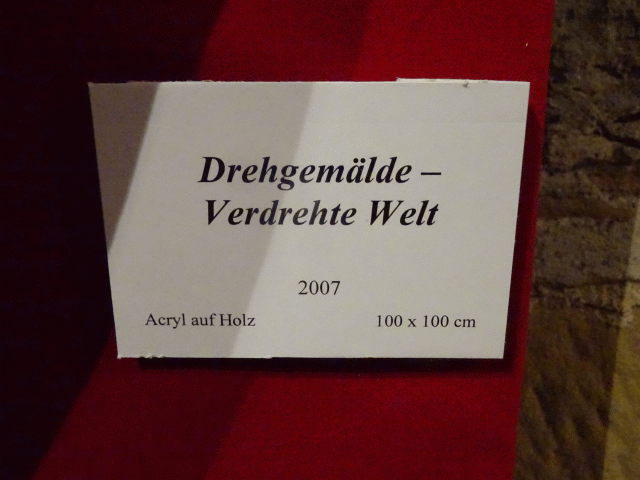 Drehgemälde –
Verdrehte Welt
2007
Acryl auf Holz 100 x 100 cm